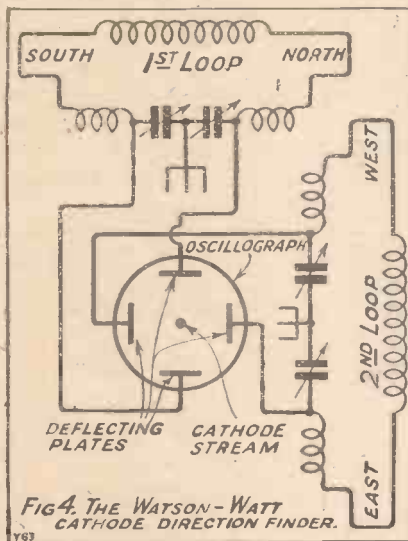 SOUTH
1ST LOOP
NORTH
WEST
OSCILLOGRAPH
2ND LOOP
DEFLECTING
PLATES
CATHODE
STREAM
EAST
FIG 4. THE WATSON-WATT
CATHODE DIRECTION FINDER.
Y63